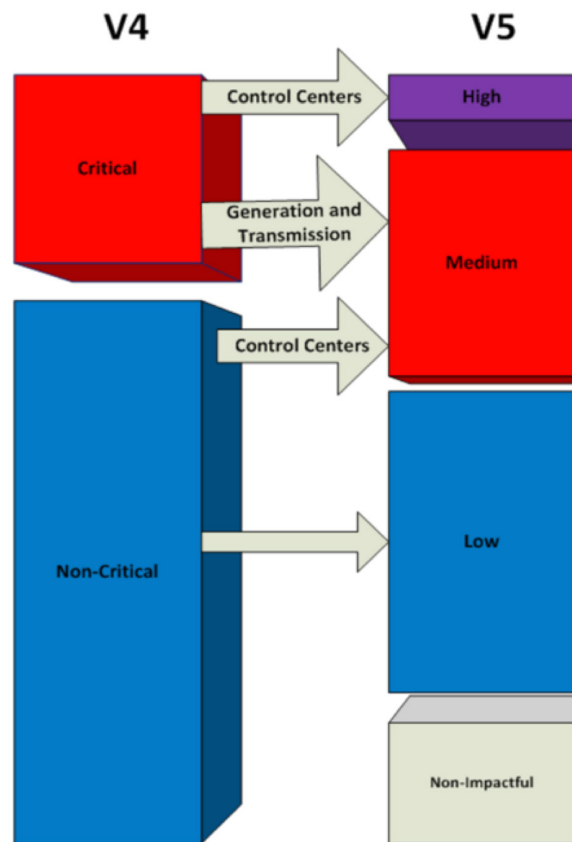 V4
V5
Control Centers
High
Critical
Generation and
Transmission
Medium
Control Centers
Non-Critical
Low
Non-Impactful